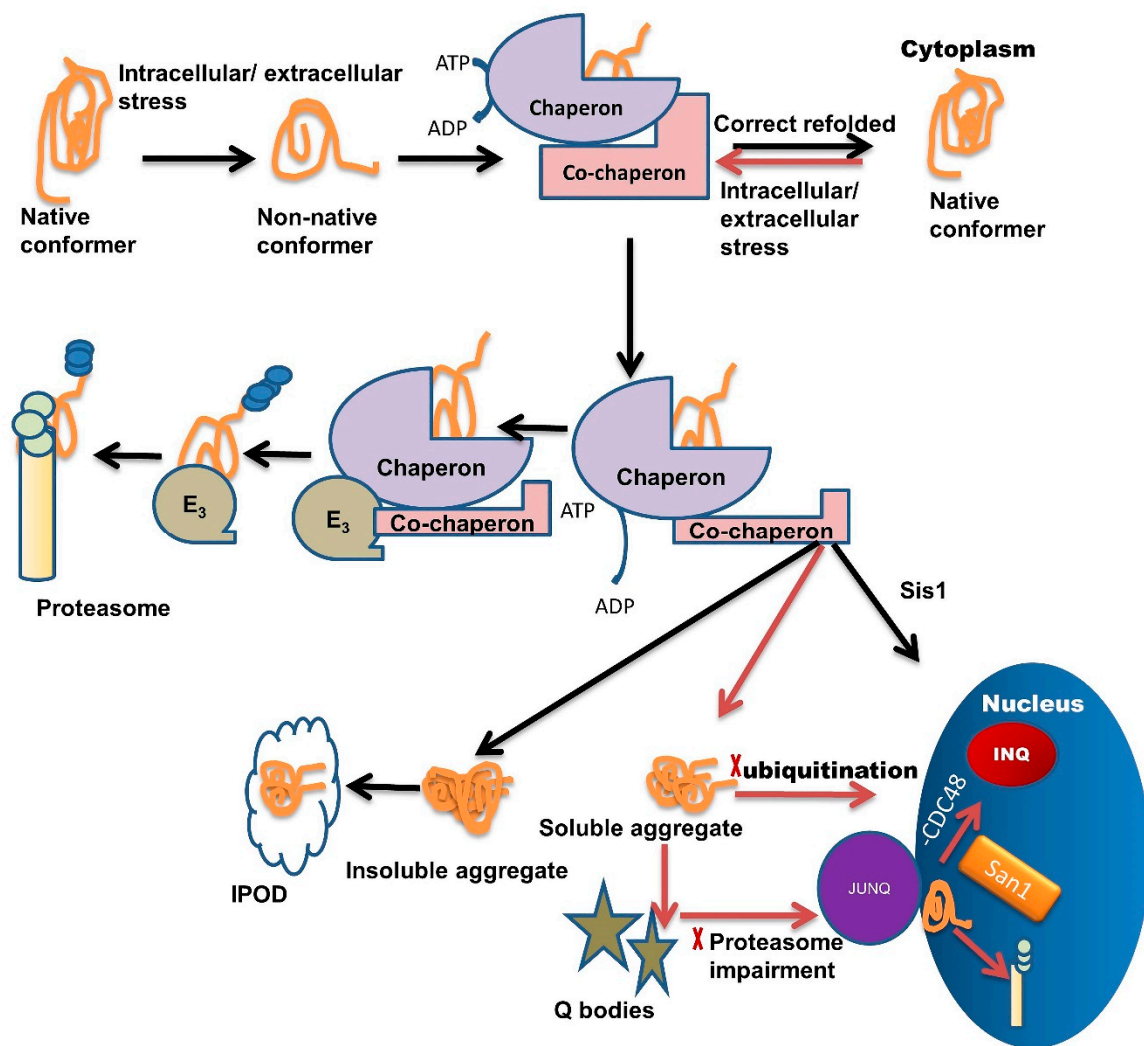 Cytoplasm
Intracellular/ extracellular
stress
ATP
ADP
Chaperon
Co-chaperon
Correct refolded
Intracellular/
extracellular
stress
Native
conformer
Non-native
conformer
Native
conformer
Chaperon
Chaperon
E3
E3
Co-chaperon
ATP
Co-chaperon
Proteasome
ADP
Sis1
Nucleus
INQ
X ubiquitination
-CDC48
Soluble aggregate
San1
Insoluble aggregate
IPOD
JUNQ
X Proteasome
impairment
Q bodies